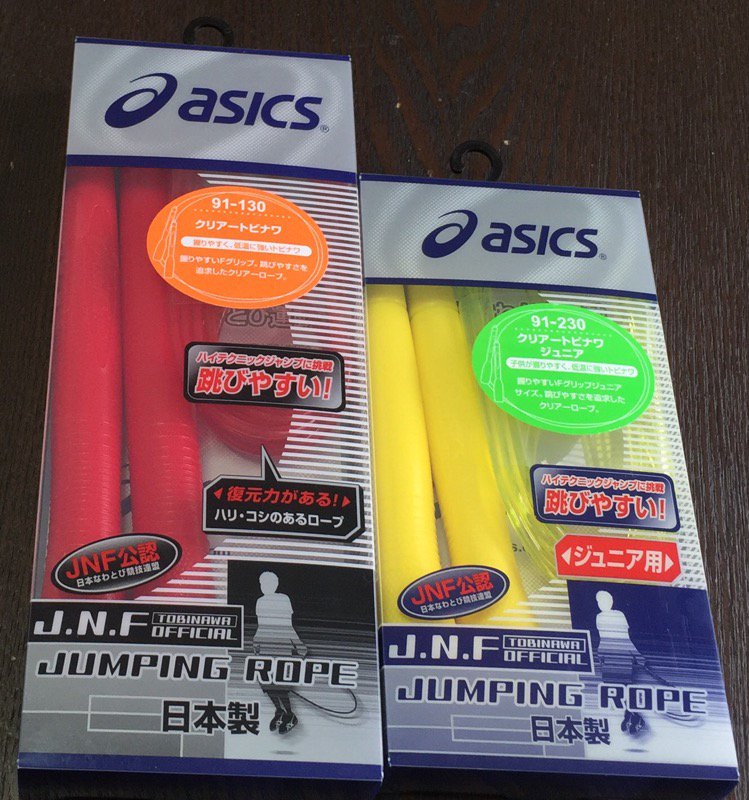 asics®
91-130
クリアートビナワ
握りやすく、低温に強いトビナワ
握りやすいFグリップ。跳びやすさを
追求したクリアーロープ。
ハイテクニックジャンプに挑戦
跳びやすい!
復元力がある!
ハリ・コシのあるロープ
JNF公認
日本なわとび競技連盟
J.N.F TOBINAWA OFFICIAL
JUMPING ROPE
日本製
asics®
91-230
クリアートビナワ
ジュニア
子供が握りやすく、低温に強いトビナワ
握りやすいFグリップジュニア
サイズ。跳びやすさを追求した
クリアーロープ。
ハイテクニックジャンプに挑戦
跳びやすい!
ジュニア用
JNF公認
日本なわとび競技連盟
J.N.F TOBINAWA OFFICIAL
JUMPING ROPE
日本製